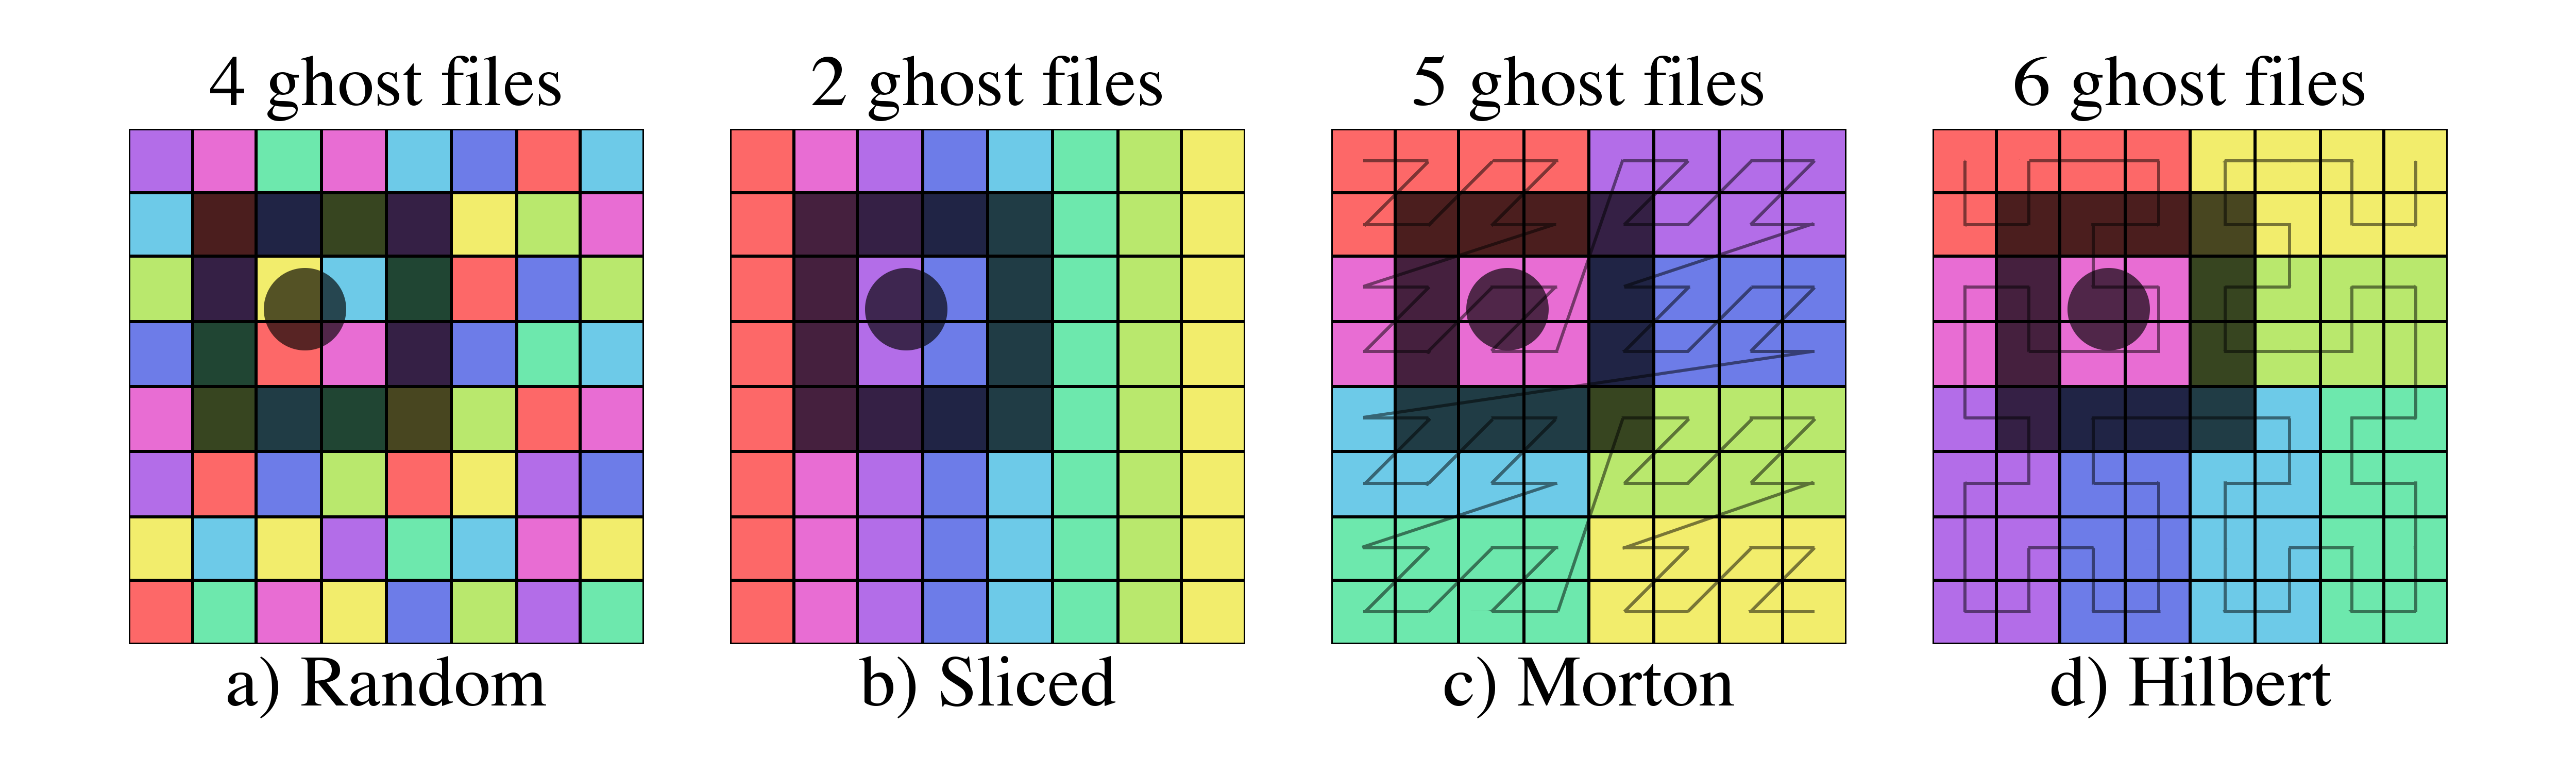 4 ghost files
2 ghost files
5 ghost files
6 ghost files
a) Random
b) Sliced
c) Morton
d) Hilbert